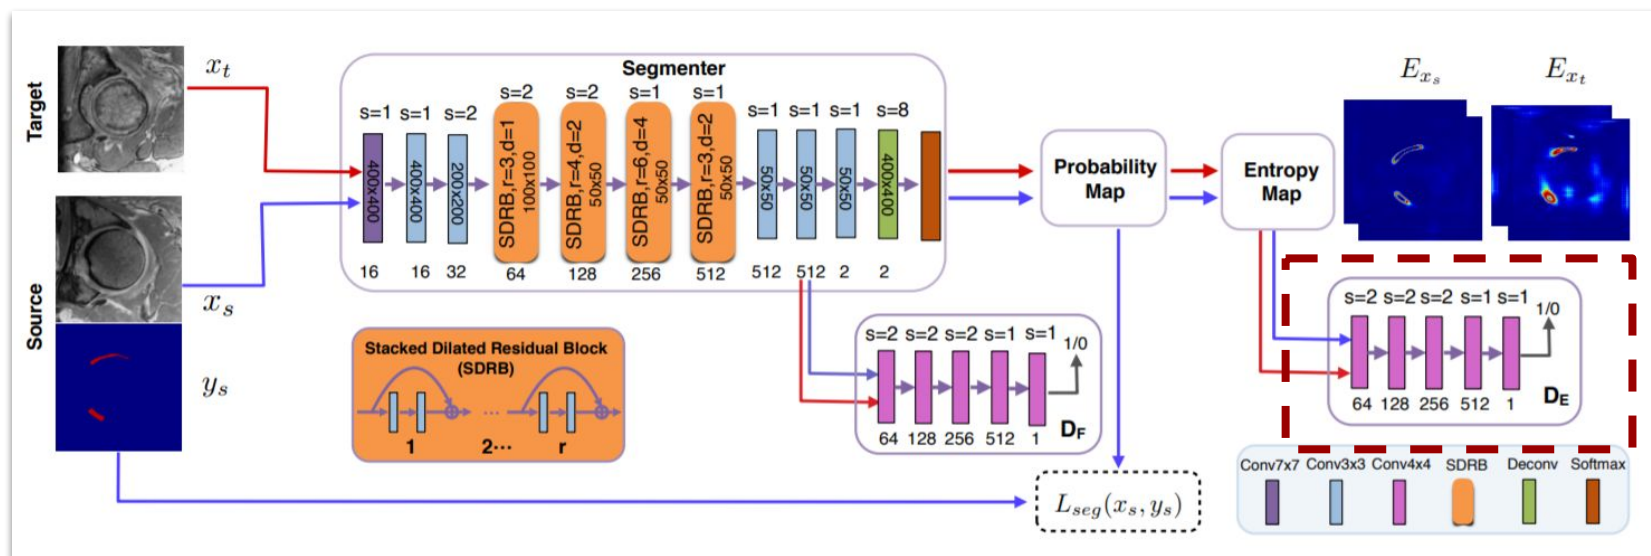 Target
x_t
Source
x_s
y_s
Segmenter
s=1 s=1 s=2 s=2 s=2 s=1 s=1 s=1 s=1 s=1 s=8
400x400
400x400
200x200
SDRB,r=3,d=1
100x100
SDRB,r=4,d=2
50x50
SDRB,r=6,d=4
50x50
SDRB,r=3,d=2
50x50
50x50
50x50
50x50
400x400
16 16 32 64 128 256 512 512 512 2 2
Probability
Map
Entropy
Map
E_{x_s}
E_{x_t}
s=2 s=2 s=2 s=1 s=1
1/0
64 128 256 512 1
D_E
Stacked Dilated Residual Block
(SDRB)
1 2··· r
s=2 s=2 s=2 s=1 s=1
1/0
64 128 256 512 1
D_F
L_{seg}(x_s, y_s)
Conv7x7 Conv3x3 Conv4x4 SDRB Deconv Softmax